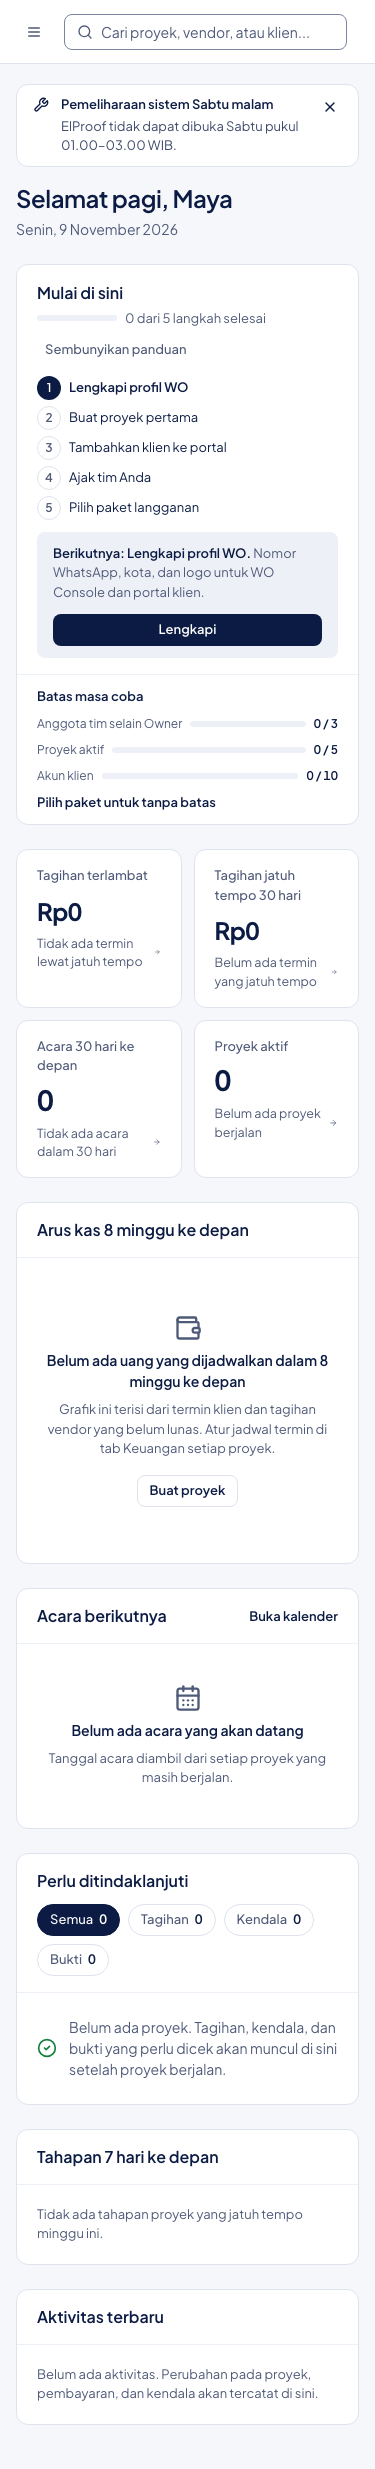 Cari proyek, vendor, atau klien...
Pemeliharaan sistem Sabtu malam
ElProof tidak dapat dibuka Sabtu pukul
01.00–03.00 WIB.
Selamat pagi, Maya
Senin, 9 November 2026
Mulai di sini
0 dari 5 langkah selesai
Sembunyikan panduan
1 Lengkapi profil WO
2 Buat proyek pertama
3 Tambahkan klien ke portal
4 Ajak tim Anda
5 Pilih paket langganan
Berikutnya: Lengkapi profil WO. Nomor
WhatsApp, kota, dan logo untuk WO
Console dan portal klien.
Lengkapi
Batas masa coba
Anggota tim selain Owner 0 / 3
Proyek aktif 0 / 5
Akun klien 0 / 10
Pilih paket untuk tanpa batas
Tagihan terlambat
Rp0
Tidak ada termin
lewat jatuh tempo
Tagihan jatuh
tempo 30 hari
Rp0
Belum ada termin
yang jatuh tempo
Acara 30 hari ke
depan
0
Tidak ada acara
dalam 30 hari
Proyek aktif
0
Belum ada proyek
berjalan
Arus kas 8 minggu ke depan
Belum ada uang yang dijadwalkan dalam 8
minggu ke depan
Grafik ini terisi dari termin klien dan tagihan
vendor yang belum lunas. Atur jadwal termin di
tab Keuangan setiap proyek.
Buat proyek
Acara berikutnya
Buka kalender
Belum ada acara yang akan datang
Tanggal acara diambil dari setiap proyek yang
masih berjalan.
Perlu ditindaklanjuti
Semua 0 Tagihan 0 Kendala 0
Bukti 0
Belum ada proyek. Tagihan, kendala, dan
bukti yang perlu dicek akan muncul di sini
setelah proyek berjalan.
Tahapan 7 hari ke depan
Tidak ada tahapan proyek yang jatuh tempo
minggu ini.
Aktivitas terbaru
Belum ada aktivitas. Perubahan pada proyek,
pembayaran, dan kendala akan tercatat di sini.